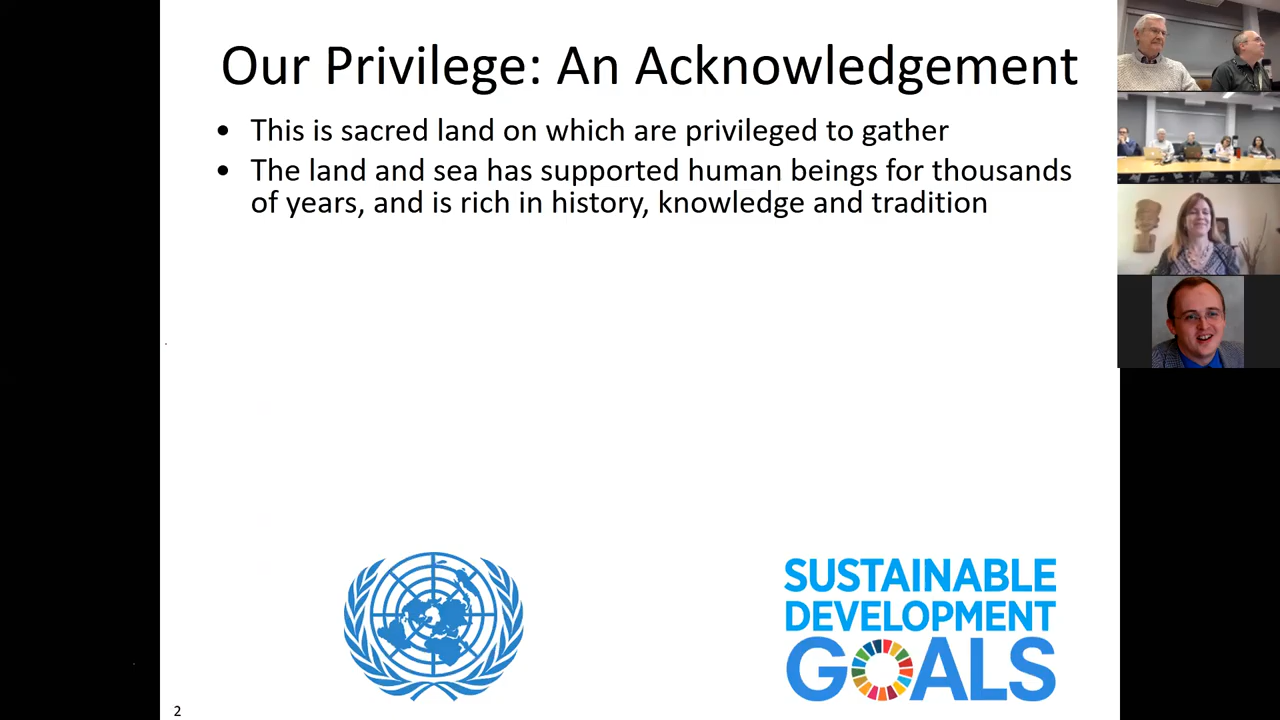 Our Privilege: An Acknowledgement
• This is sacred land on which are privileged to gather
• The land and sea has supported human beings for thousands
of years, and is rich in history, knowledge and tradition
SUSTAINABLE
DEVELOPMENT
GOALS
2